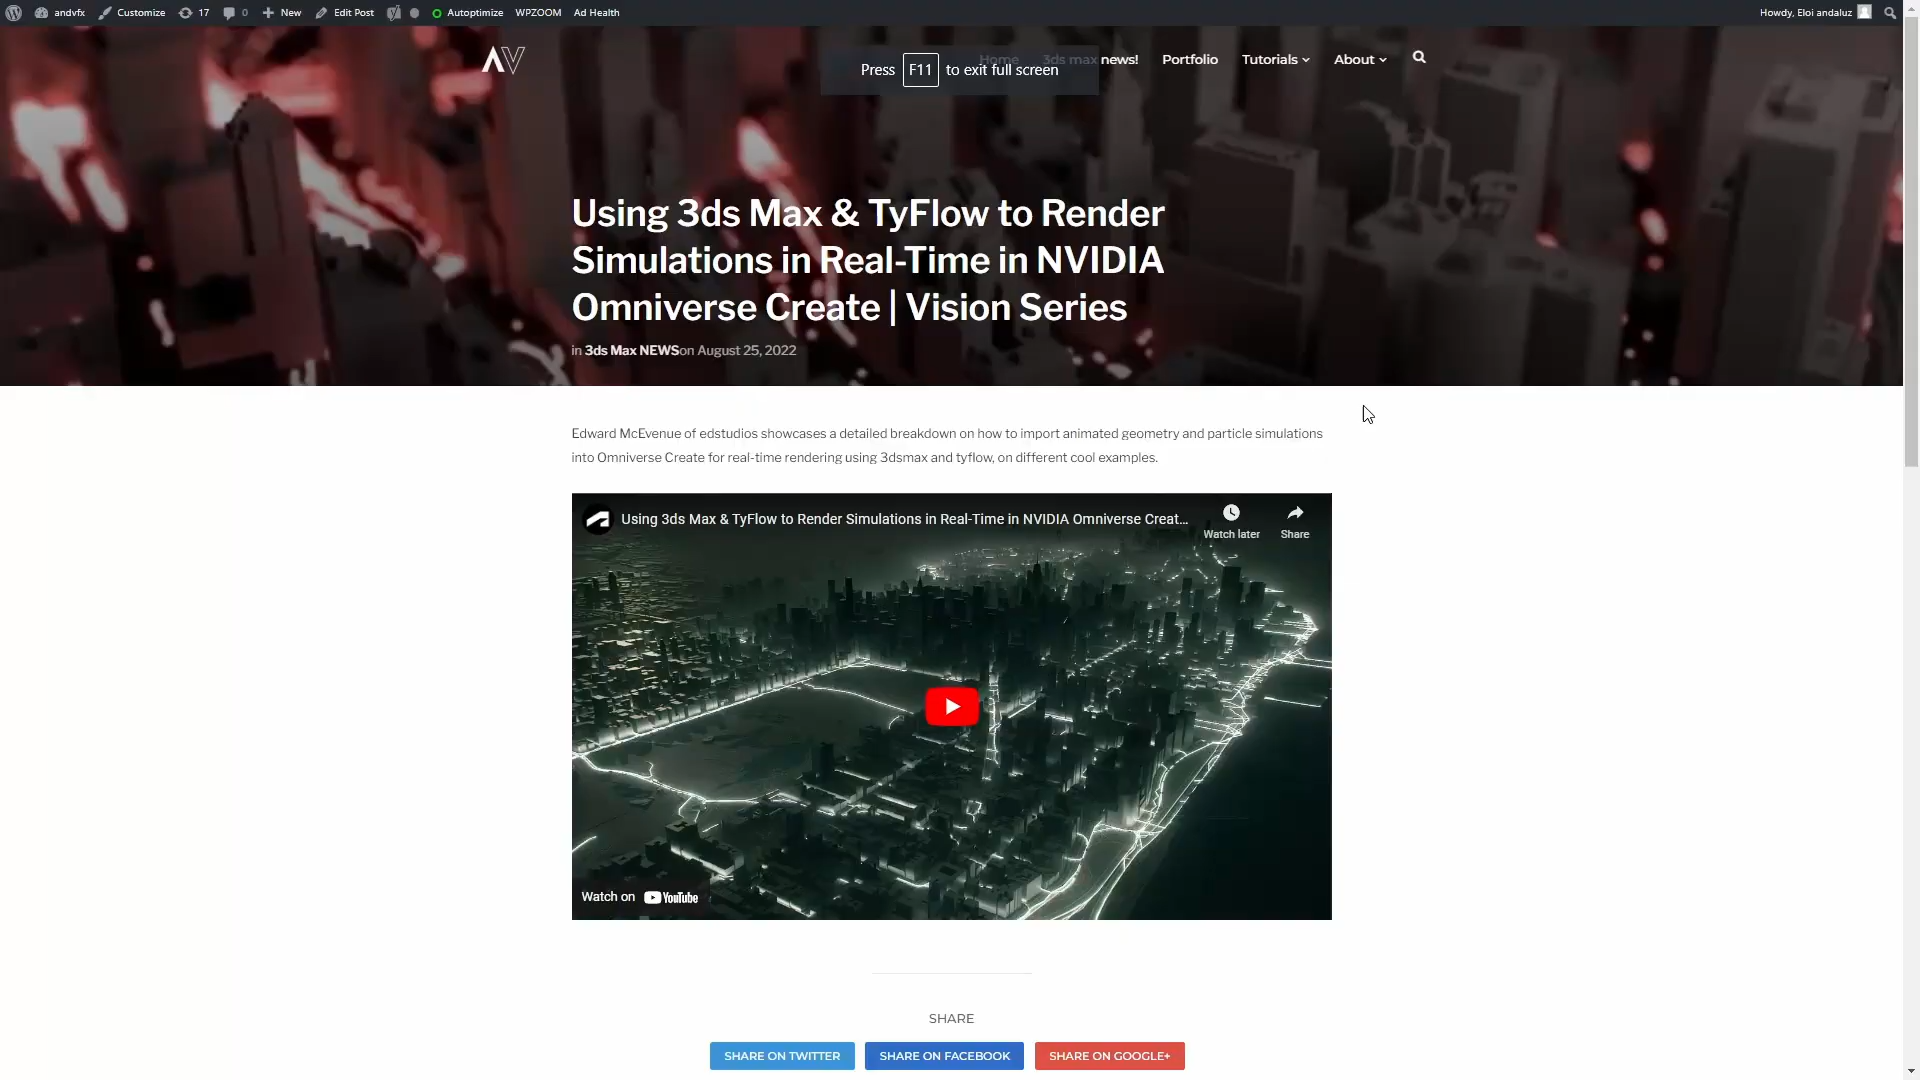 andvfx Customize 17 0 New Edit Post Autoptimize WPZOOM Ad Health Howdy, Eloi andaluz
AV Home 3ds max news! Portfolio Tutorials About
Press F11 to exit full screen
Using 3ds Max & TyFlow to Render
Simulations in Real-Time in NVIDIA
Omniverse Create | Vision Series
in 3ds Max NEWSon August 25, 2022
Edward McEvenue of edstudios showcases a detailed breakdown on how to import animated geometry and particle simulations
into Omniverse Create for real-time rendering using 3dsmax and tyflow, on different cool examples.
Using 3ds Max & TyFlow to Render Simulations in Real-Time in NVIDIA Omniverse Creat...
Watch later Share
Watch on YouTube
SHARE
SHARE ON TWITTER SHARE ON FACEBOOK SHARE ON GOOGLE+